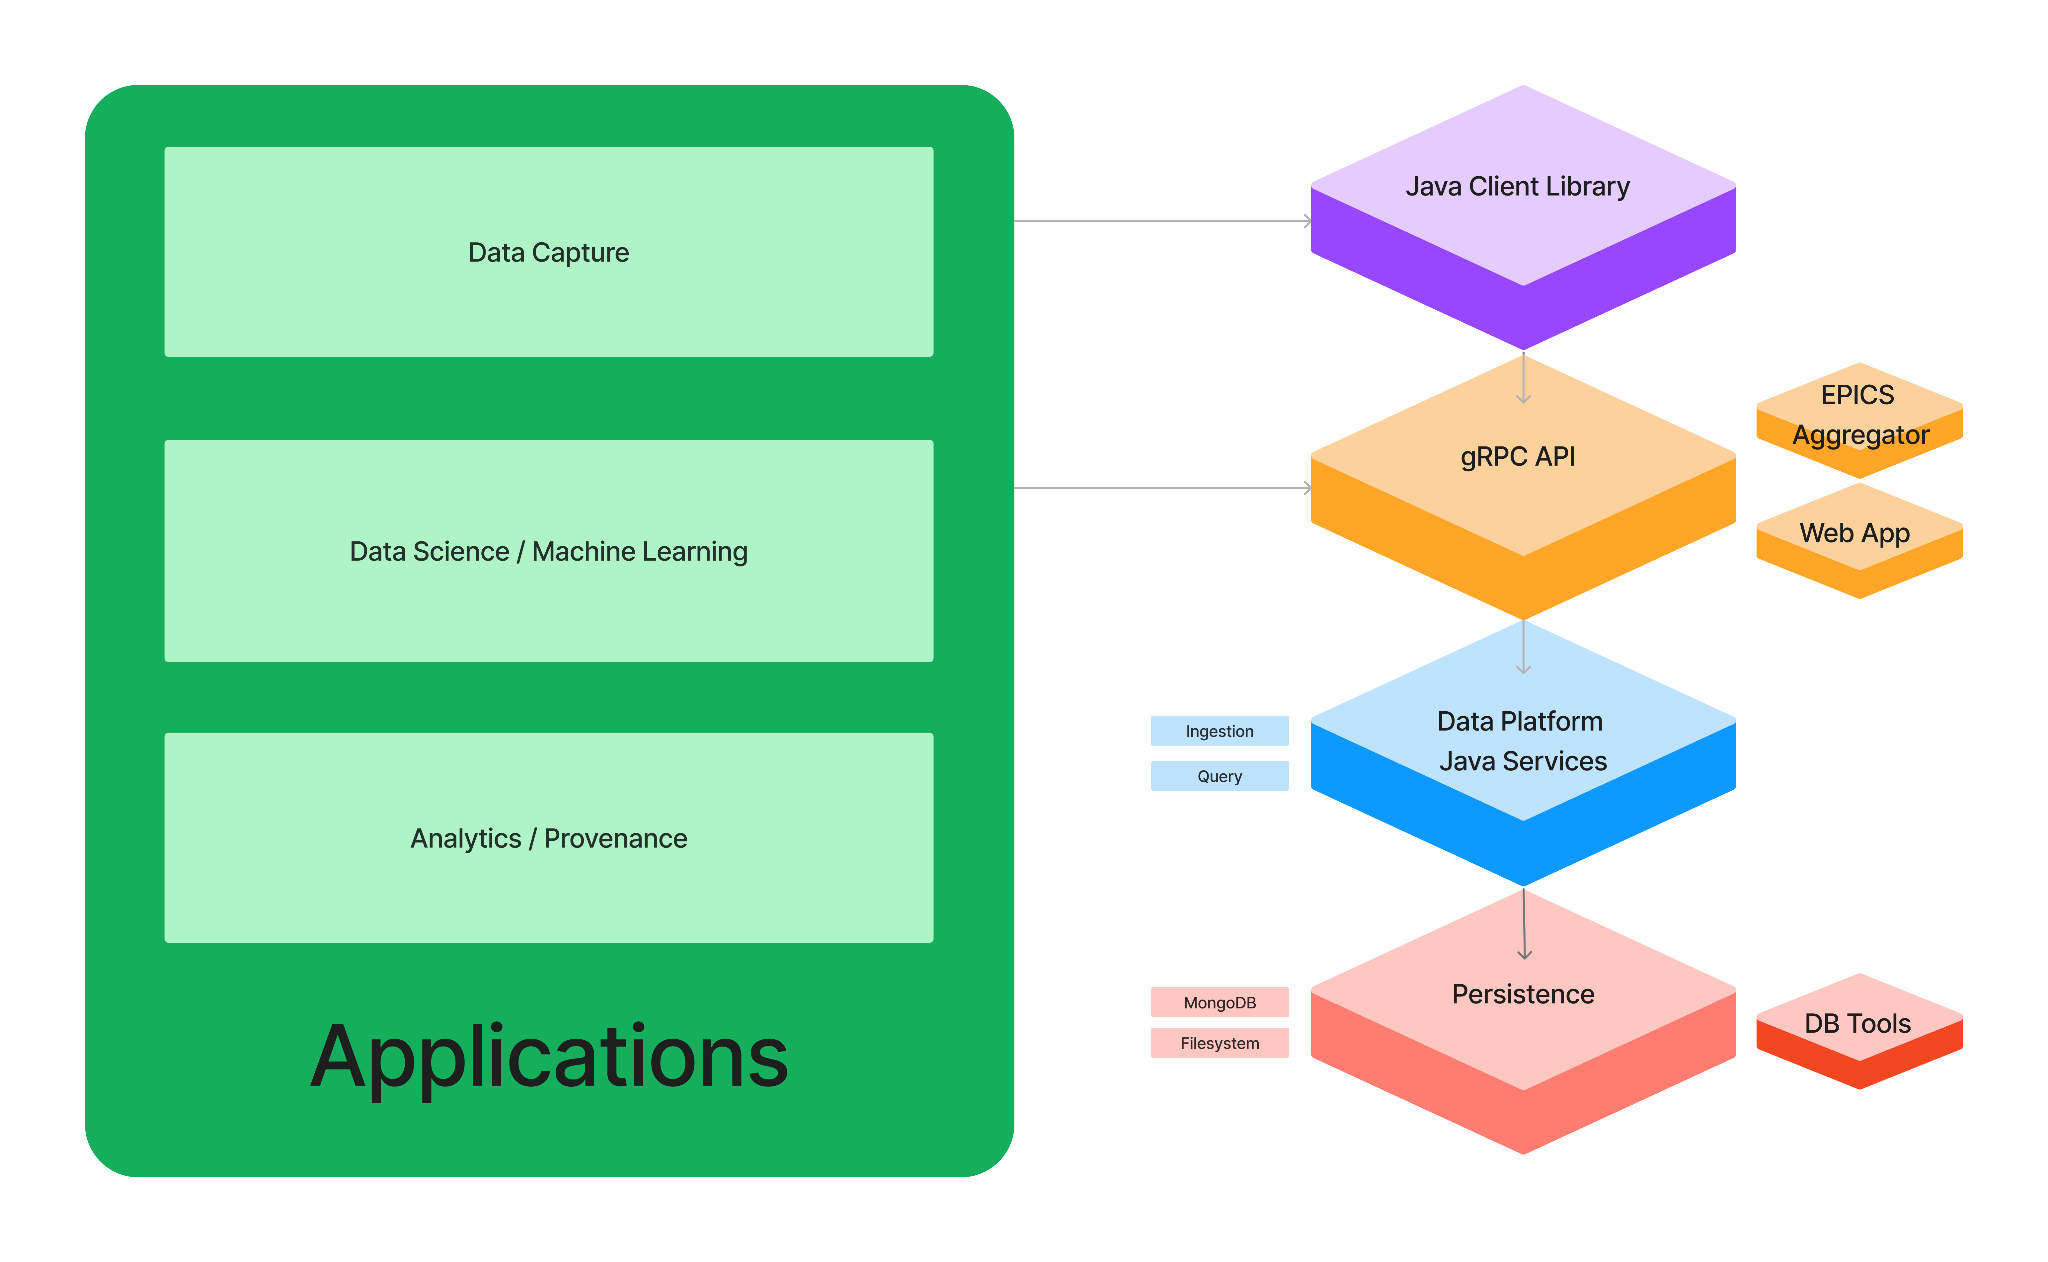 Data Capture
Data Science / Machine Learning
Analytics / Provenance
Applications
Java Client Library
gRPC API
EPICS
Aggregator
Web App
Ingestion
Query
Data Platform
Java Services
MongoDB
Filesystem
Persistence
DB Tools